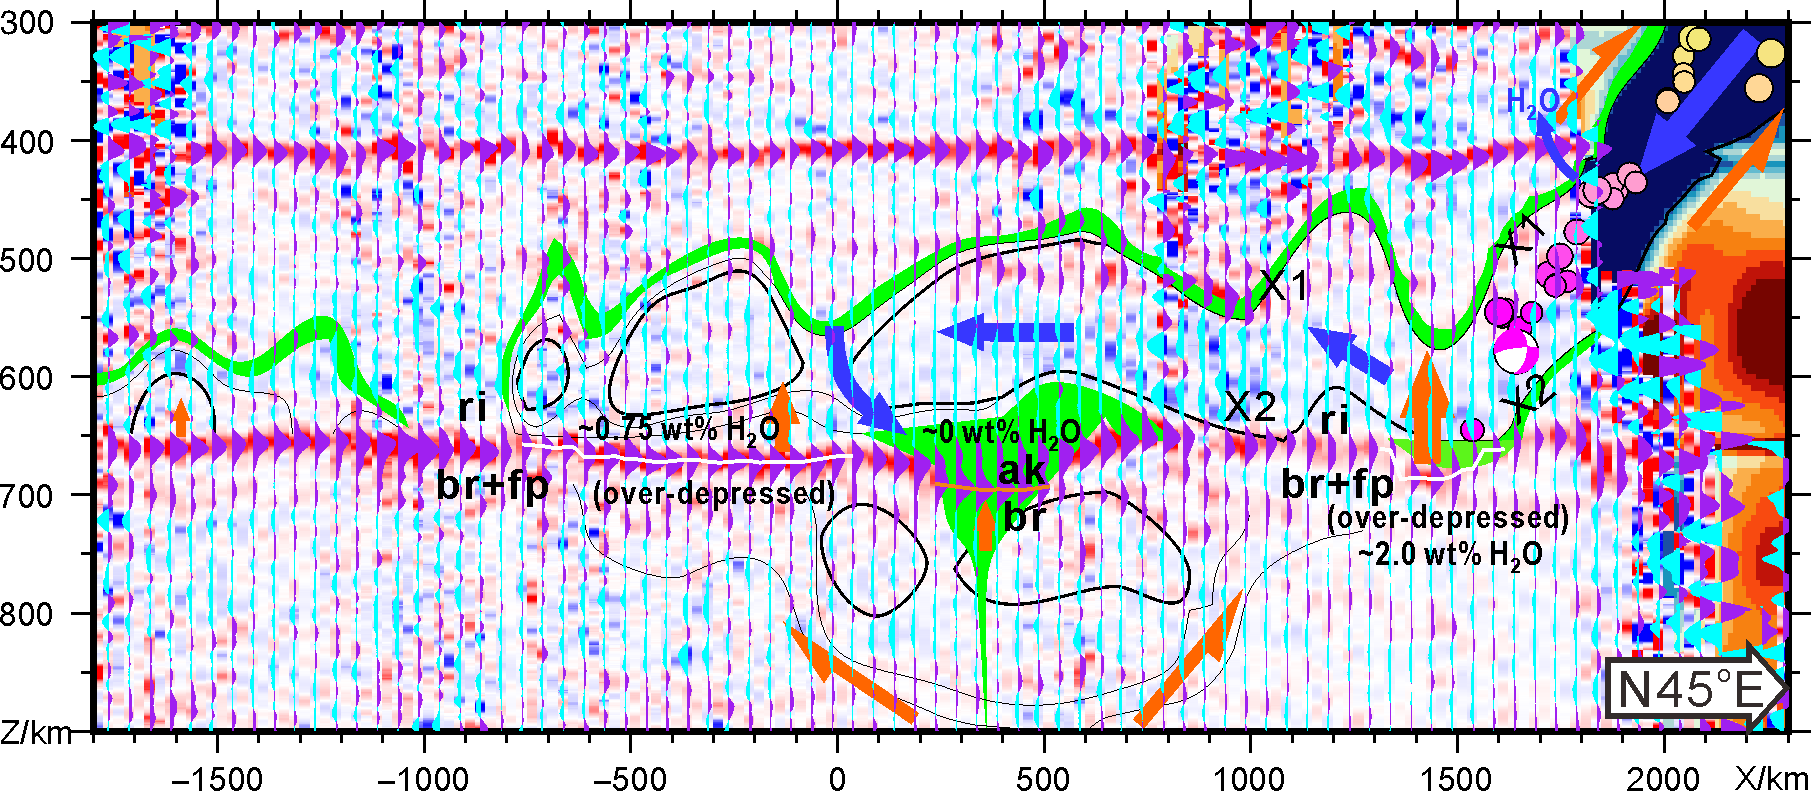 300
400
500
600
700
800
Z/km
H₂O
X1
X1
X2
X2
ri
~0.75 wt% H₂O
~0 wt% H₂O
ri
ak
br+fp
(over-depressed)
br
br+fp
(over-depressed)
~2.0 wt% H₂O
N45°E
−1500
−1000
−500
0
500
1000
1500
2000
X/km